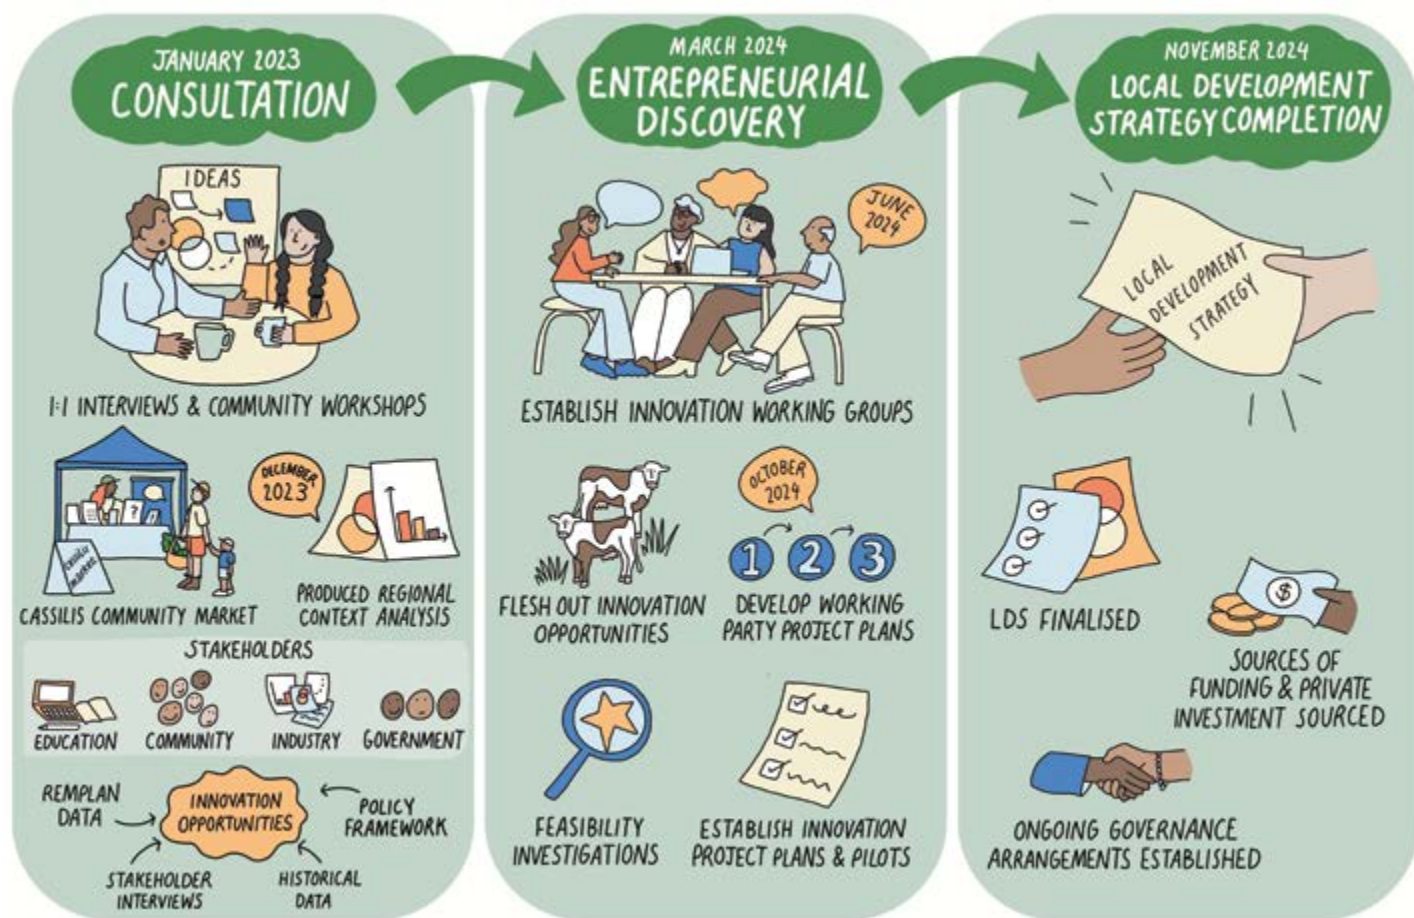 JANUARY 2023
CONSULTATION
IDEAS
1:1 INTERVIEWS & COMMUNITY WORKSHOPS
?
DECEMBER
2023
CASSILIS COMMUNITY MARKET
PRODUCED REGIONAL
CONTEXT ANALYSIS
STAKEHOLDERS
EDUCATION
COMMUNITY
INDUSTRY
GOVERNMENT
REMPLAN
DATA
INNOVATION
OPPORTUNITIES
POLICY
FRAMEWORK
STAKEHOLDER
INTERVIEWS
HISTORICAL
DATA
MARCH 2024
ENTREPRENEURIAL
DISCOVERY
JUNE
2024
ESTABLISH INNOVATION WORKING GROUPS
OCTOBER
2024
1 2 3
FLESH OUT INNOVATION
OPPORTUNITIES
DEVELOP WORKING
PARTY PROJECT PLANS
FEASIBILITY
INVESTIGATIONS
ESTABLISH INNOVATION
PROJECT PLANS & PILOTS
NOVEMBER 2024
LOCAL DEVELOPMENT
STRATEGY COMPLETION
LOCAL
DEVELOPMENT
STRATEGY
LDS FINALISED
$
SOURCES OF
FUNDING & PRIVATE
INVESTMENT SOURCED
ONGOING GOVERNANCE
ARRANGEMENTS ESTABLISHED